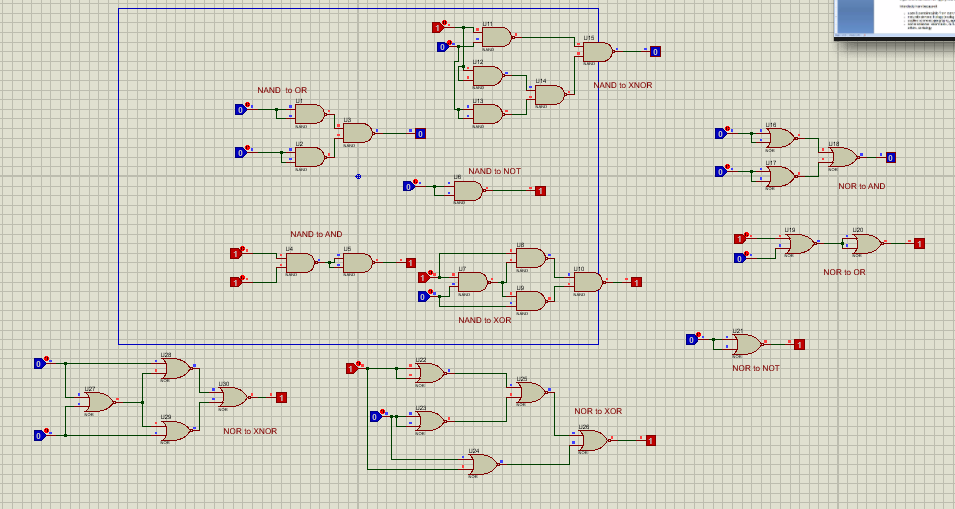 U11
NAND
1
0
U15
NAND
0
U12
NAND
NAND to XNOR
U14
NAND
NAND to OR
U13
NAND
U1
NAND
0
U3
NAND
0
U2
NAND
0
U16
NOR
0
U18
NOR
0
U17
NOR
0
NOR to AND
NAND to NOT
0
U6
NAND
1
NAND to AND
1
U4
NAND
U5
NAND
1
1
U8
NAND
1
U7
NAND
U10
NAND
1
0
U9
NAND
NAND to XOR
U19
NOR
1
U20
NOR
1
0
NOR to OR
U21
NOR
0
1
NOR to NOT
U28
NOR
0
U27
NOR
U30
NOR
1
U29
NOR
0
NOR to XNOR
1
U22
NOR
U25
NOR
U23
NOR
0
NOR to XOR
U26
NOR
1
U24
NOR